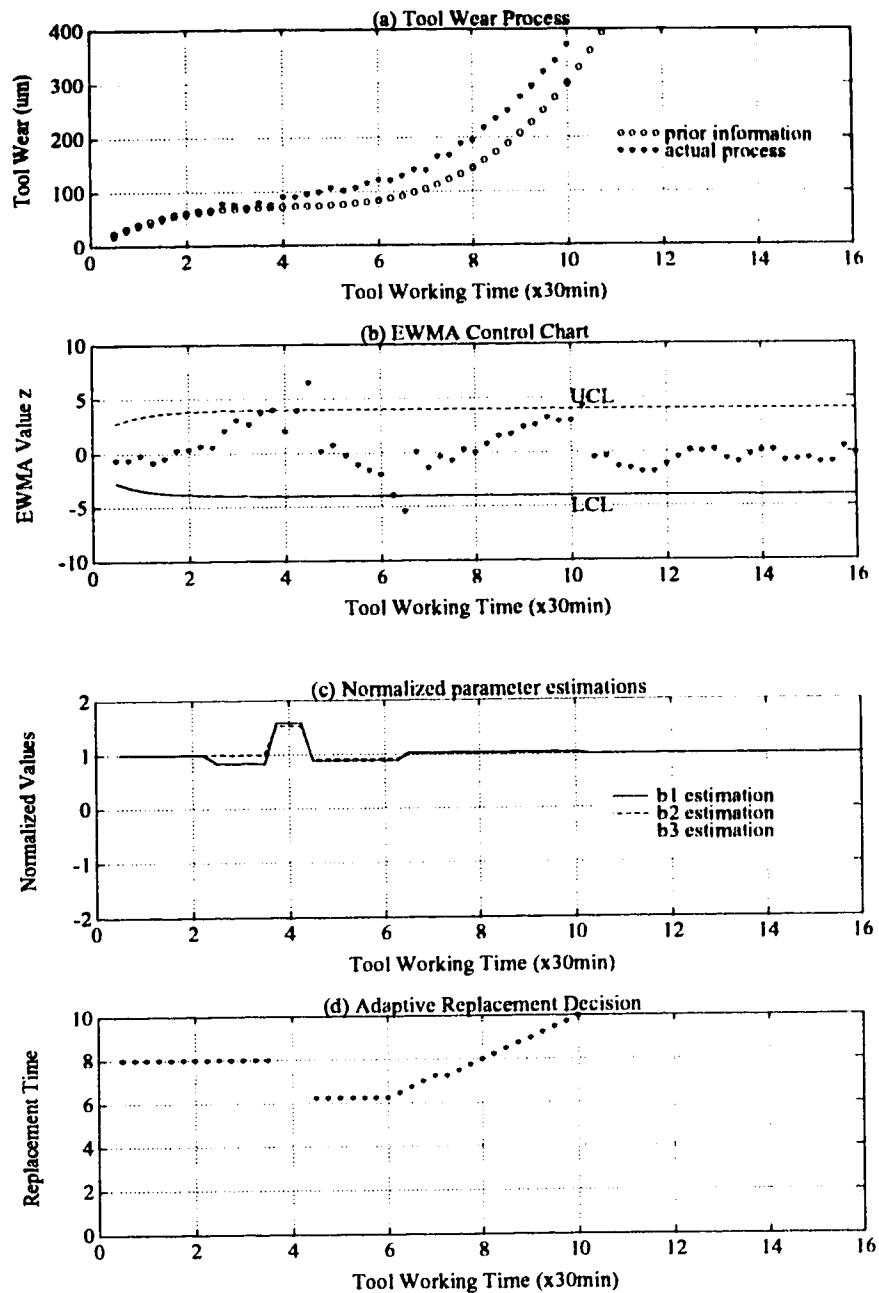 (a) Tool Wear Process
400
300
200
100
0
Tool Wear (um)
prior information
actual process
0 2 4 6 8 10 12 14 16
Tool Working Time (x30min)
(b) EWMA Control Chart
10
5
0
-5
-10
EWMA Value z
UCL
LCL
2 4 6 8 10 12 14 16
Tool Working Time (x30min)
(c) Normalized parameter estimations
2
1
0
-1
-2
Normalized Values
b1 estimation
b2 estimation
b3 estimation
0 2 4 6 8 10 12 14 16
Tool Working Time (x30min)
(d) Adaptive Replacement Decision
10
8
6
4
2
0
Replacement Time
0 2 4 6 8 10 12 14 16
Tool Working Time (x30min)